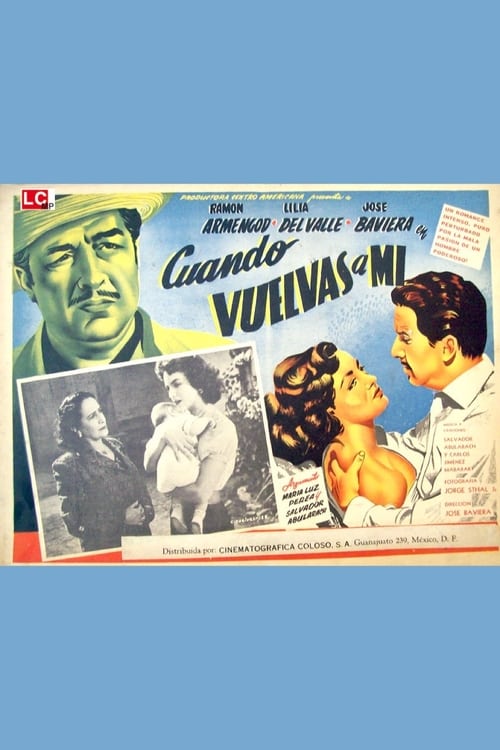 LC
MP
PRODUCTORA CENTRO AMERICANA presenta a
RAMON LILIA JOSE
ARMENGOD • DEL VALLE • BAVIERA en
Cuando
VUELVAS a MI
UN ROMANCE
INTENSO, PURO
PERTURBADO
POR LA MALA
PASION DE UN
HOMBRE
PODEROSO!
Argumento
MARIA LUZ
PEREA Y
SALVADOR
ABULARACH
MUSICA Y
CANCIONES
SALVADOR
ABULARACH
Y CARLOS
JIMENEZ
MABARAK
FOTOGRAFIA
JORGE STHAL Jr.
DIRECCION
JOSE BAVIERA
Distribuida por: CINEMATOGRAFICA COLOSO, S. A. Guanajuato 239, México, D. F.